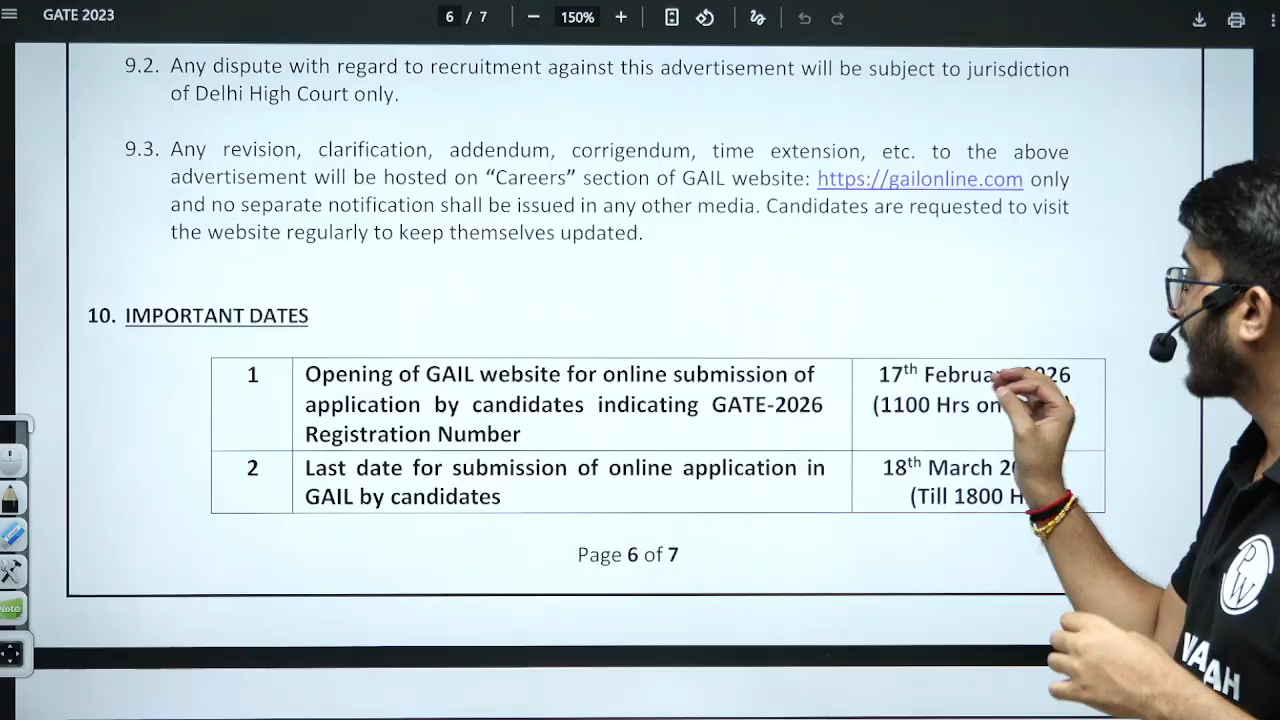 GATE 2023
6 / 7
150%
9.2. Any dispute with regard to recruitment against this advertisement will be subject to jurisdiction
of Delhi High Court only.
9.3. Any revision, clarification, addendum, corrigendum, time extension, etc. to the above
advertisement will be hosted on “Careers” section of GAIL website: https://gailonline.com only
and no separate notification shall be issued in any other media. Candidates are requested to visit
the website regularly to keep themselves updated.
10. IMPORTANT DATES
1 Opening of GAIL website for online submission of
application by candidates indicating GATE-2026
Registration Number
17th 2026
(1100 Hrs
2 Last date for submission of online application in
GAIL by candidates
18th March
(Till 1800
Page 6 of 7
Note
PW